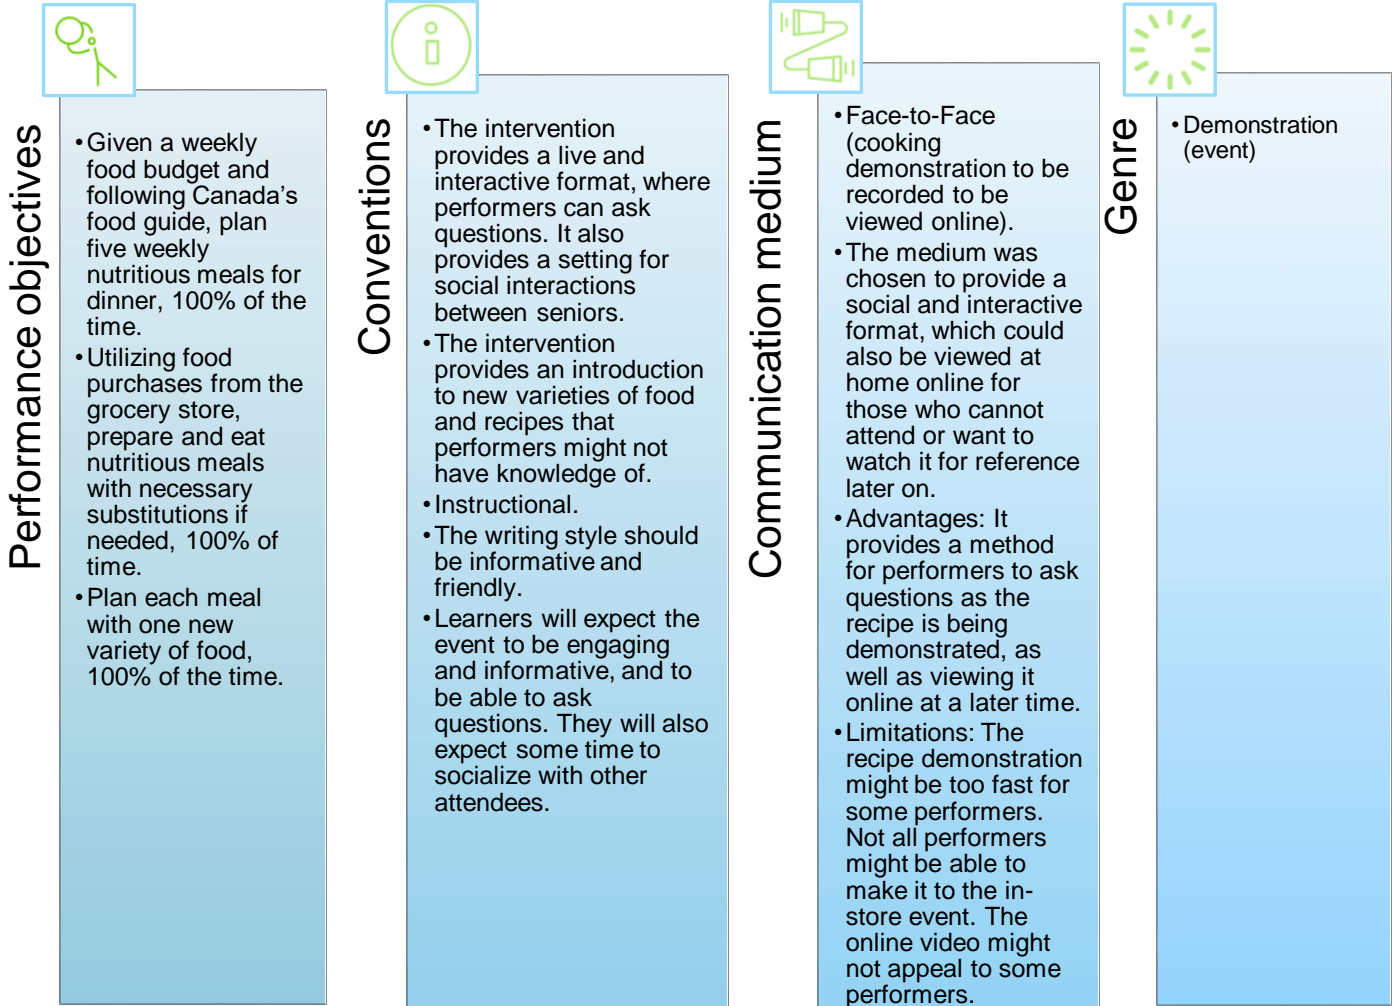 Performance objectives
•Given a weekly
food budget and
following Canada’s
food guide, plan
five weekly
nutritious meals for
dinner, 100% of the
time.
•Utilizing food
purchases from the
grocery store,
prepare and eat
nutritious meals
with necessary
substitutions if
needed, 100% of
time.
•Plan each meal
with one new
variety of food,
100% of the time.
Conventions
•The intervention
provides a live and
interactive format, where
performers can ask
questions. It also
provides a setting for
social interactions
between seniors.
•The intervention
provides an introduction
to new varieties of food
and recipes that
performers might not
have knowledge of.
•Instructional.
•The writing style should
be informative and
friendly.
•Learners will expect the
event to be engaging
and informative, and to
be able to ask
questions. They will also
expect some time to
socialize with other
attendees.
Communication medium
•Face-to-Face
(cooking
demonstration to be
recorded to be
viewed online).
•The medium was
chosen to provide a
social and interactive
format, which could
also be viewed at
home online for
those who cannot
attend or want to
watch it for reference
later on.
•Advantages: It
provides a method
for performers to ask
questions as the
recipe is being
demonstrated, as
well as viewing it
online at a later time.
•Limitations: The
recipe demonstration
might be too fast for
some performers.
Not all performers
might be able to
make it to the in-
store event. The
online video might
not appeal to some
performers.
Genre
•Demonstration
(event)